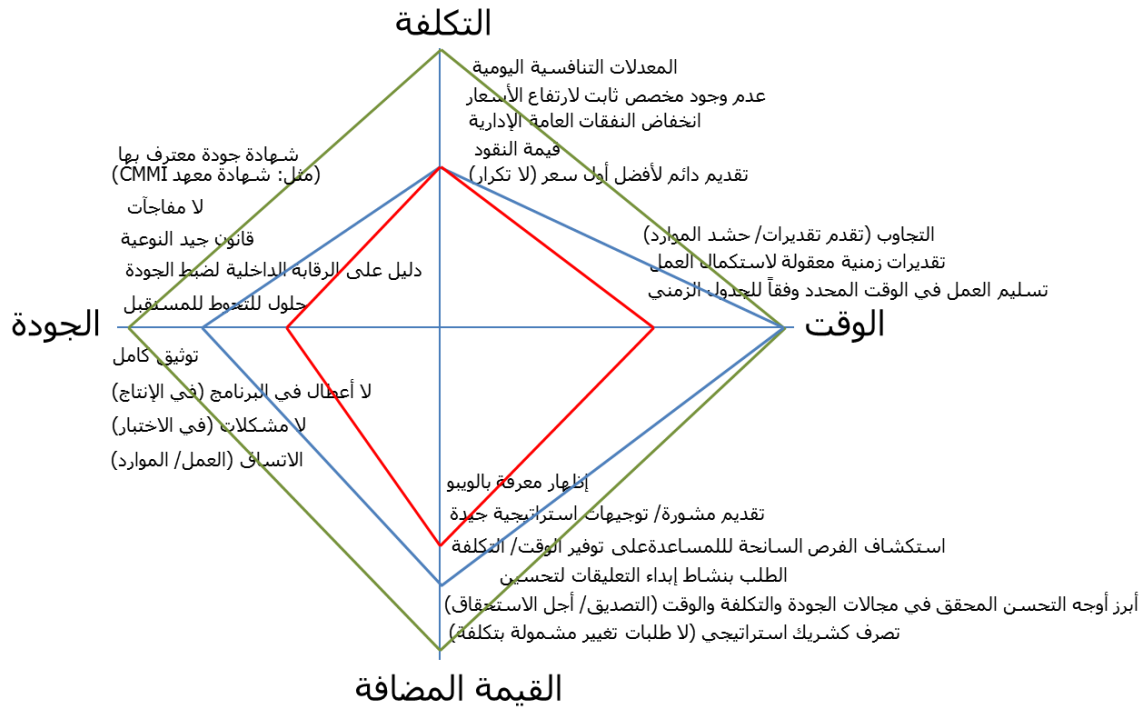 التكلفة
المعدلات التنافسية اليومية
عدم وجود مخصص ثابت لارتفاع الأسعار
انخفاض النفقات العامة الإدارية
قيمة النقود
تقديم دائم لأفضل أول سعر (لا تكرار)
التجاوب (تقدم تقديرات/ حشد الموارد)
تقديرات زمنية معقولة لاستكمال العمل
تسليم العمل في الوقت المحدد وفقاً للجدول الزمني
الوقت
شهادة جودة معترف بها
(مثل: شهادة معهد CMMI)
لا مفاجآت
قانون جيد النوعية
دليل على الرقابة الداخلية لضبط الجودة
حلول للتحوط للمستقبل
الجودة
توثيق كامل
لا أعطال في البرنامج (في الإنتاج)
لا مشكلات (في الاختبار)
الاتساق (العمل/ الموارد)
إظهار معرفة بالويبو
تقديم مشورة/ توجيهات استراتيجية جيدة
استكشاف الفرص السانحة لللمساعدةعلى توفير الوقت/ التكلفة
الطلب بنشاط إبداء التعليقات لتحسين
أبرز أوجه التحسن المحقق في مجالات الجودة والتكلفة والوقت (التصديق/ أجل الاستحقاق)
تصرف كشريك استراتيجي (لا طلبات تغيير مشمولة بتكلفة)
القيمة المضافة